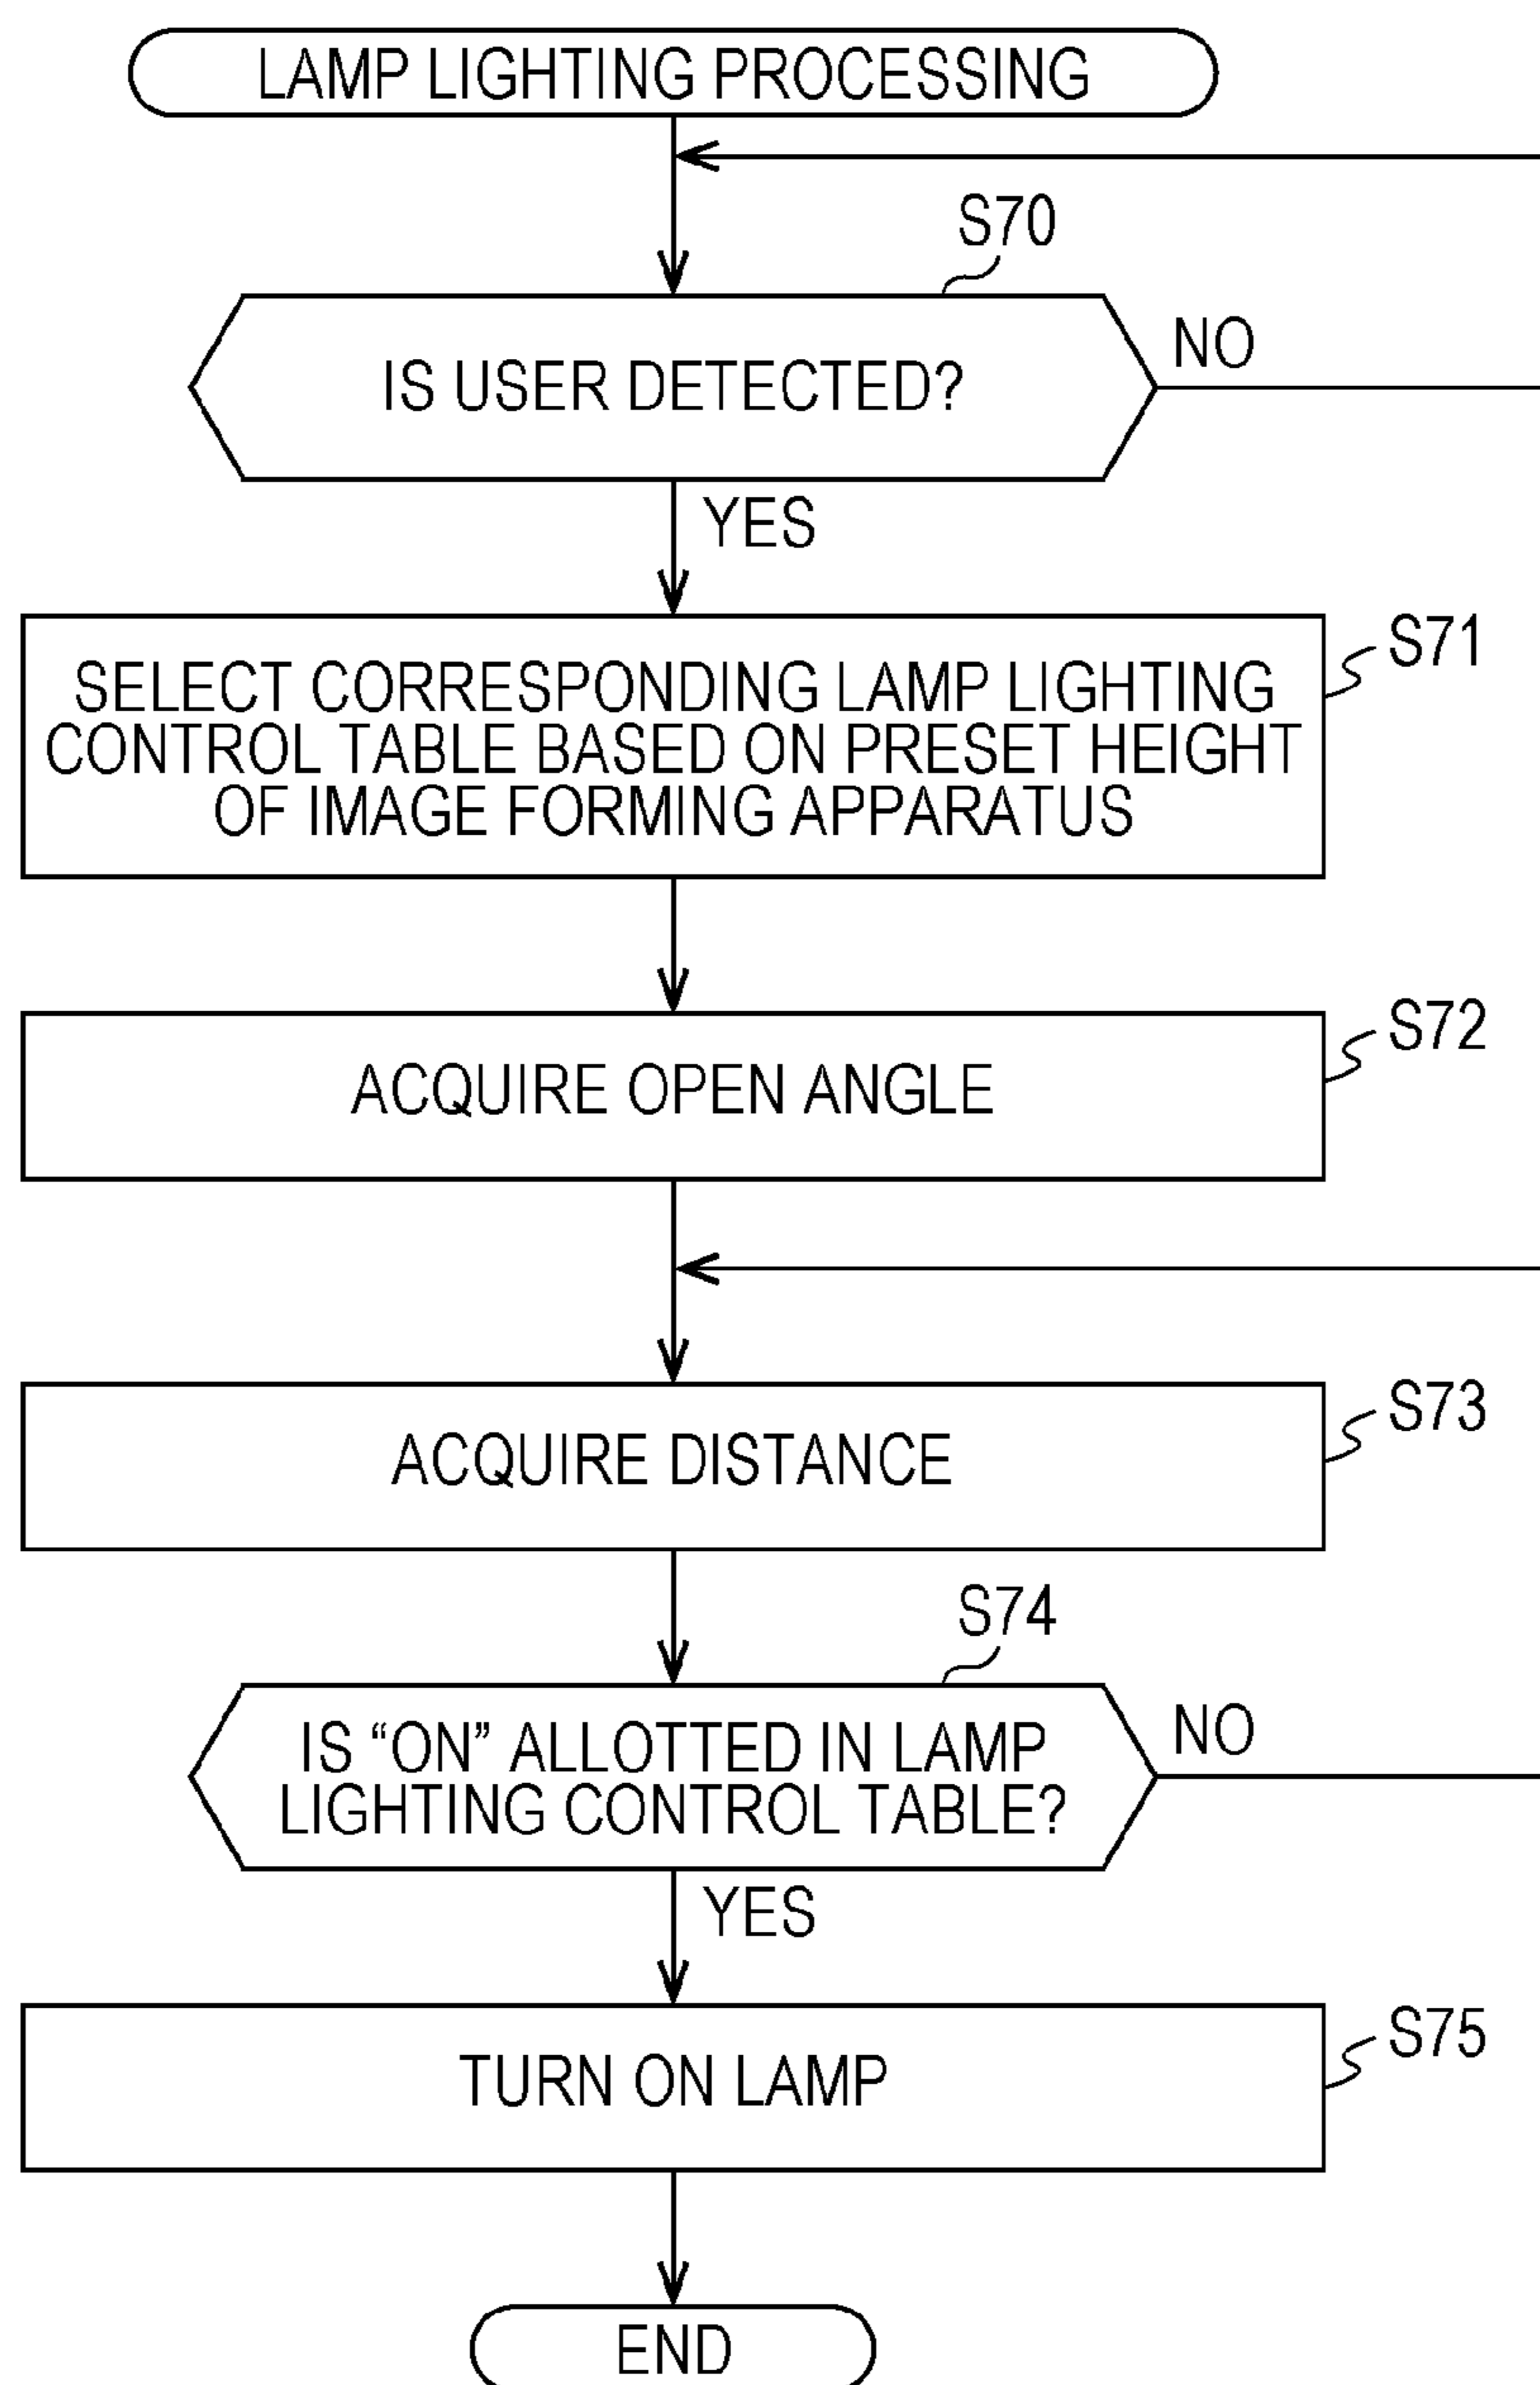 LAMP LIGHTING PROCESSING
S70
IS USER DETECTED?
NO
YES
S71
SELECT CORRESPONDING LAMP LIGHTING
CONTROL TABLE BASED ON PRESET HEIGHT
OF IMAGE FORMING APPARATUS
S72
ACQUIRE OPEN ANGLE
S73
ACQUIRE DISTANCE
S74
IS “ON” ALLOTTED IN LAMP
LIGHTING CONTROL TABLE?
NO
YES
S75
TURN ON LAMP
END